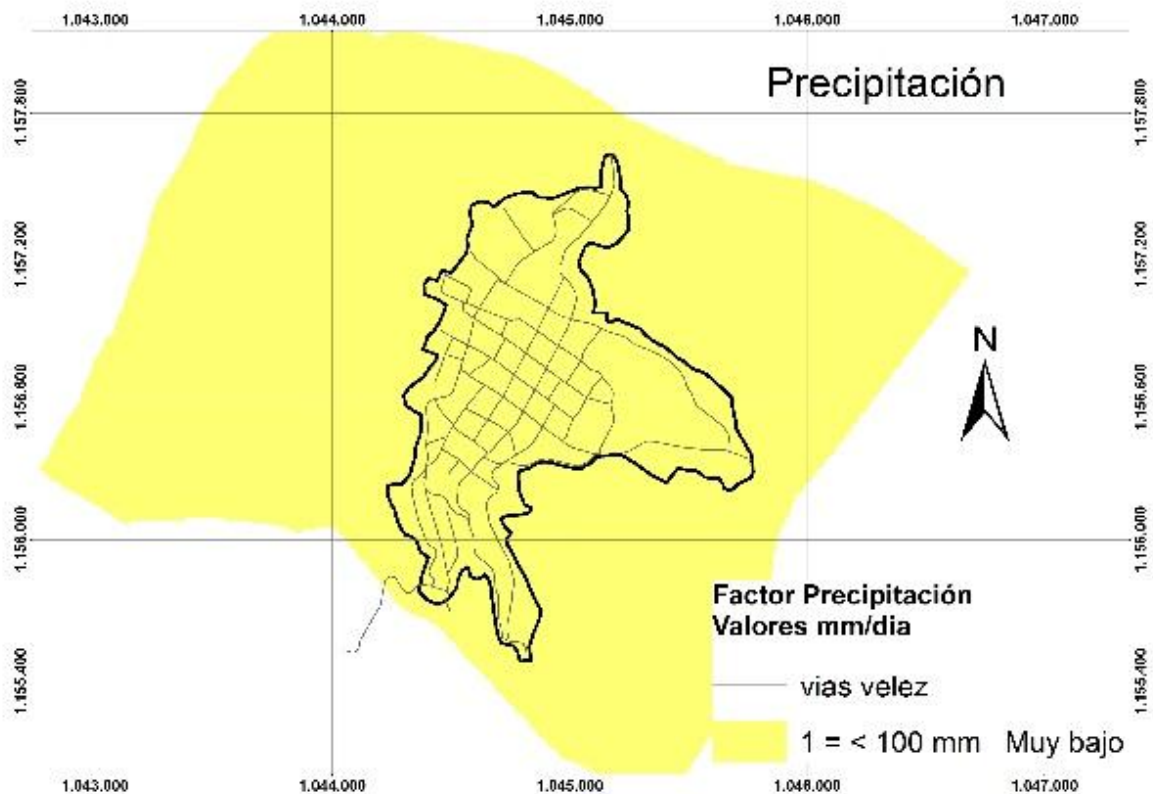 1.043.000 1.044.000 1.045.000 1.046.000 1.047.000
Precipitación
1.157.800 1.157.800
1.157.200 1.157.200
N
1.156.600 1.156.600
1.156.000 1.156.000
Factor Precipitación
Valores mm/dia
1.155.400 1.155.400
vias velez
1 = < 100 mm Muy bajo
1.043.000 1.044.000 1.045.000 1.046.000 1.047.000